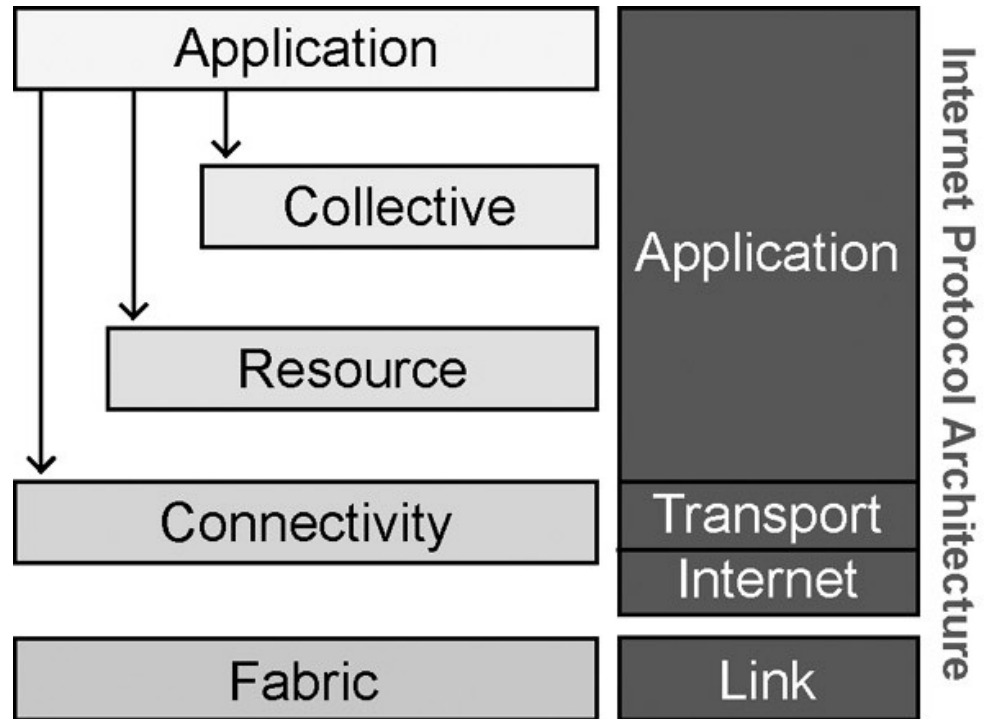 Application
Collective
Resource
Connectivity
Fabric
Application
Transport
Internet
Link
Internet Protocol Architecture